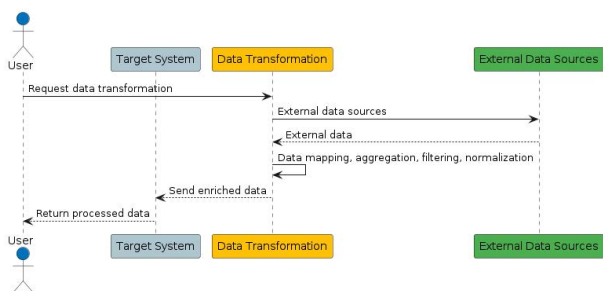 User
Target System
Data Transformation
External Data Sources
Request data transformation
External data sources
External data
Data mapping, aggregation, filtering, normalization
Send enriched data
Return processed data
User
Target System
Data Transformation
External Data Sources